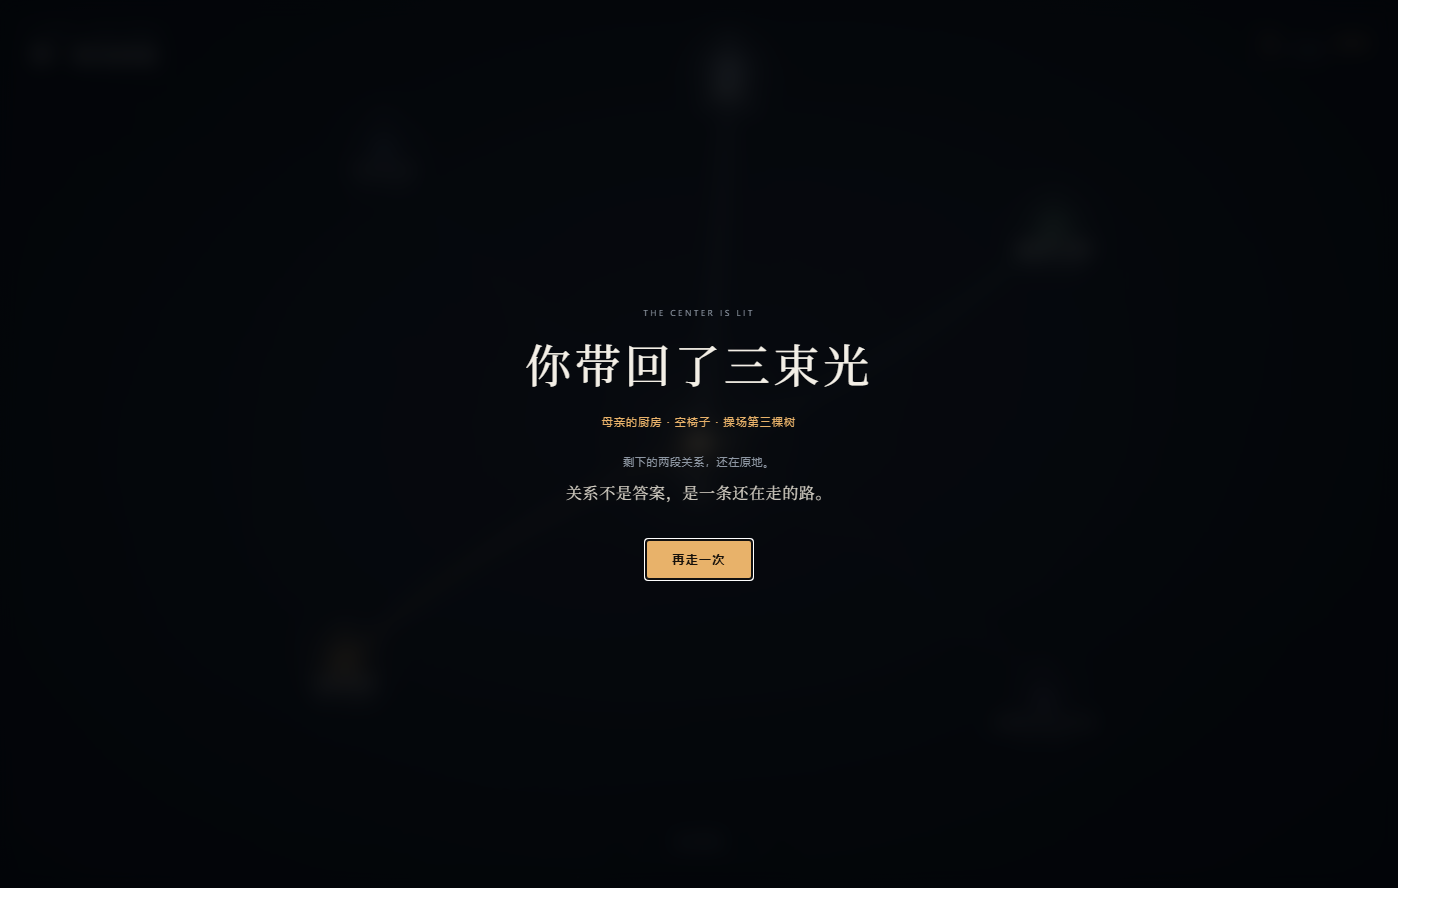 THE CENTER IS LIT
你带回了三束光
母亲的厨房 · 空椅子 · 操场第三棵树
剩下的两段关系，还在原地。
关系不是答案，是一条还在走的路。
再走一次